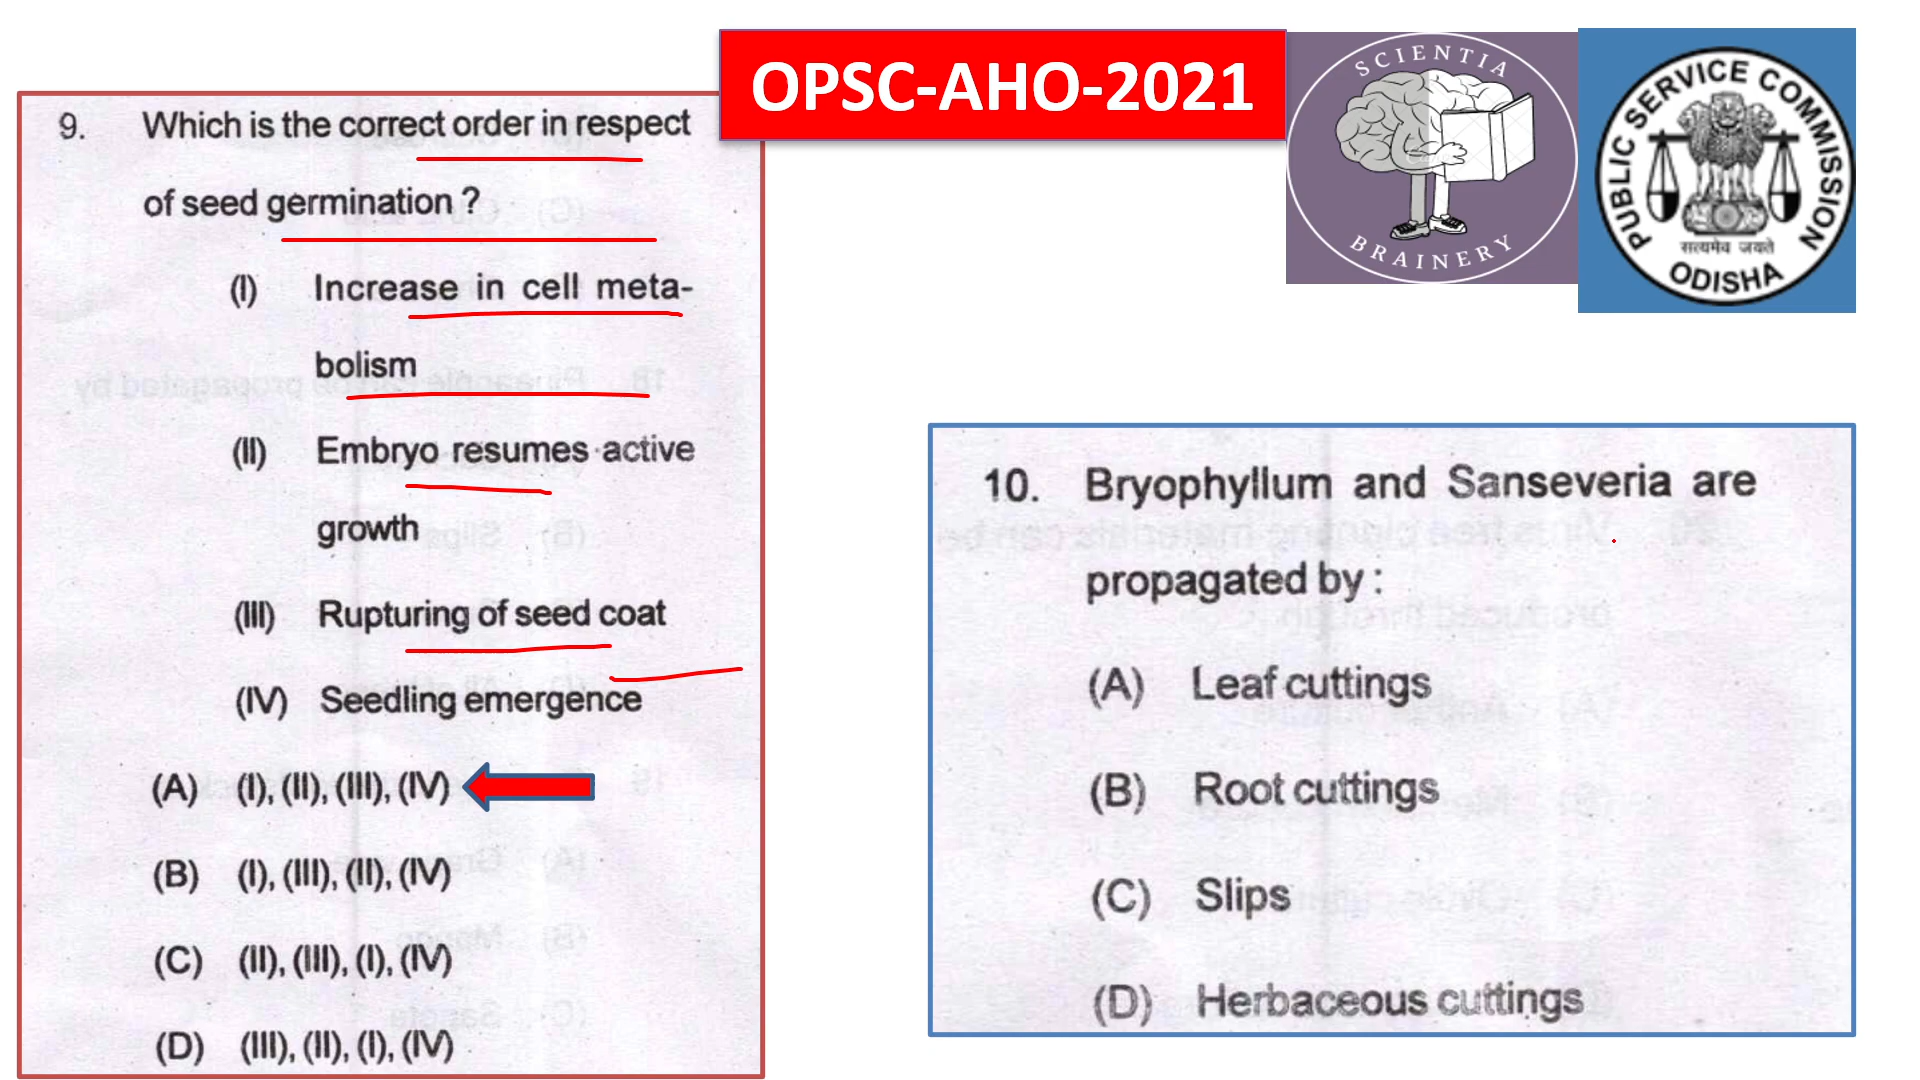 OPSC-AHO-2021
SCIENTIA
BRAINERY
PUBLIC SERVICE COMMISSION
सत्यमेव जयते
ODISHA
9. Which is the correct order in respect
of seed germination ?
(I) Increase in cell meta-
bolism
(II) Embryo resumes active
growth
(III) Rupturing of seed coat
(IV) Seedling emergence
(A) (I), (II), (III), (IV)
(B) (I), (III), (II), (IV)
(C) (II), (III), (I), (IV)
(D) (III), (II), (I), (IV)
10. Bryophyllum and Sanseveria are
propagated by :
(A) Leaf cuttings
(B) Root cuttings
(C) Slips
(D) Herbaceous cuttings